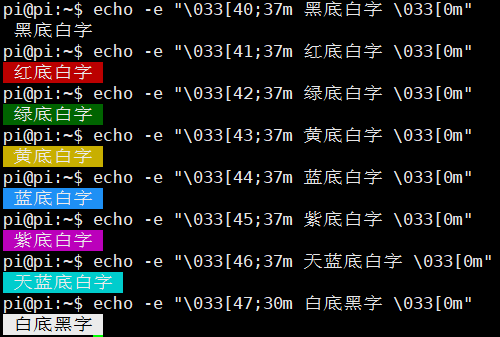 pi@pi:~$ echo -e "\033[40;37m 黑底白字 \033[0m"
黑底白字
pi@pi:~$ echo -e "\033[41;37m 红底白字 \033[0m"
红底白字
pi@pi:~$ echo -e "\033[42;37m 绿底白字 \033[0m"
绿底白字
pi@pi:~$ echo -e "\033[43;37m 黄底白字 \033[0m"
黄底白字
pi@pi:~$ echo -e "\033[44;37m 蓝底白字 \033[0m"
蓝底白字
pi@pi:~$ echo -e "\033[45;37m 紫底白字 \033[0m"
紫底白字
pi@pi:~$ echo -e "\033[46;37m 天蓝底白字 \033[0m"
天蓝底白字
pi@pi:~$ echo -e "\033[47;30m 白底黑字 \033[0m"
白底黑字